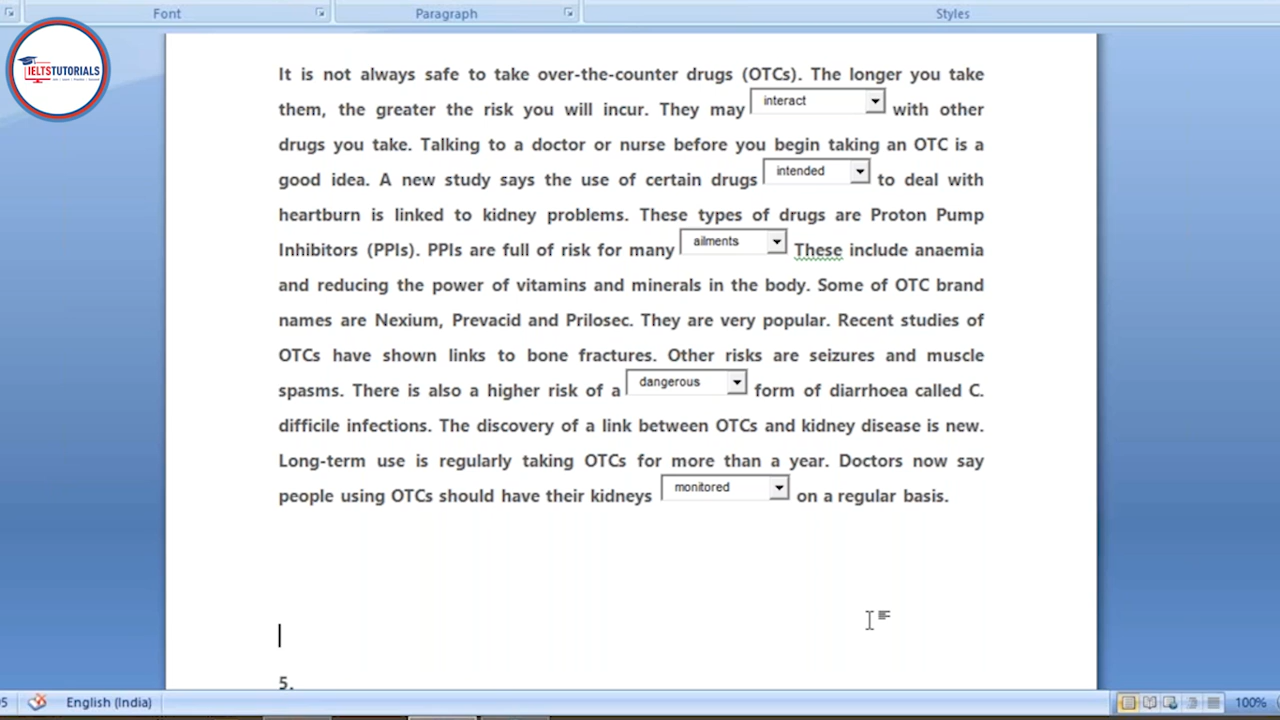 Font Paragraph Styles
IELTSTUTORIALS
It is not always safe to take over-the-counter drugs (OTCs). The longer you take
them, the greater the risk you will incur. They may interact with other
drugs you take. Talking to a doctor or nurse before you begin taking an OTC is a
good idea. A new study says the use of certain drugs intended to deal with
heartburn is linked to kidney problems. These types of drugs are Proton Pump
Inhibitors (PPIs). PPIs are full of risk for many ailments These include anaemia
and reducing the power of vitamins and minerals in the body. Some of OTC brand
names are Nexium, Prevacid and Prilosec. They are very popular. Recent studies of
OTCs have shown links to bone fractures. Other risks are seizures and muscle
spasms. There is also a higher risk of a dangerous form of diarrhoea called C.
difficile infections. The discovery of a link between OTCs and kidney disease is new.
Long-term use is regularly taking OTCs for more than a year. Doctors now say
people using OTCs should have their kidneys monitored on a regular basis.
5.
English (India) 100%